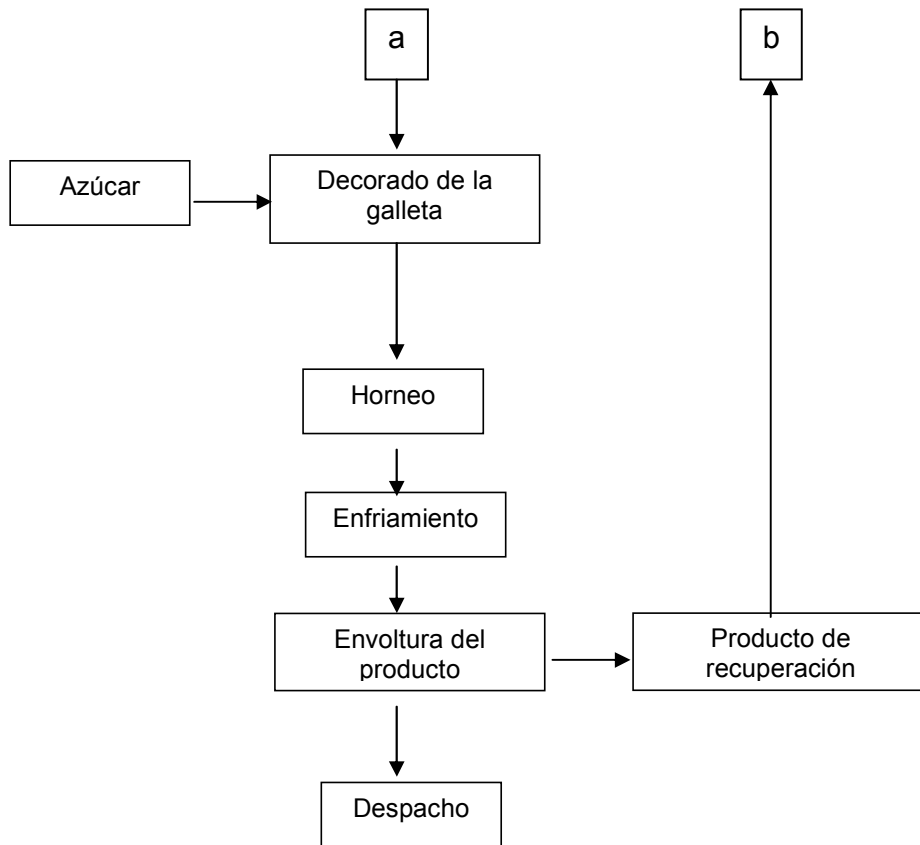 a
b
Azúcar
Decorado de la
galleta
Horneo
Enfriamiento
Envoltura del
producto
Producto de
recuperación
Despacho